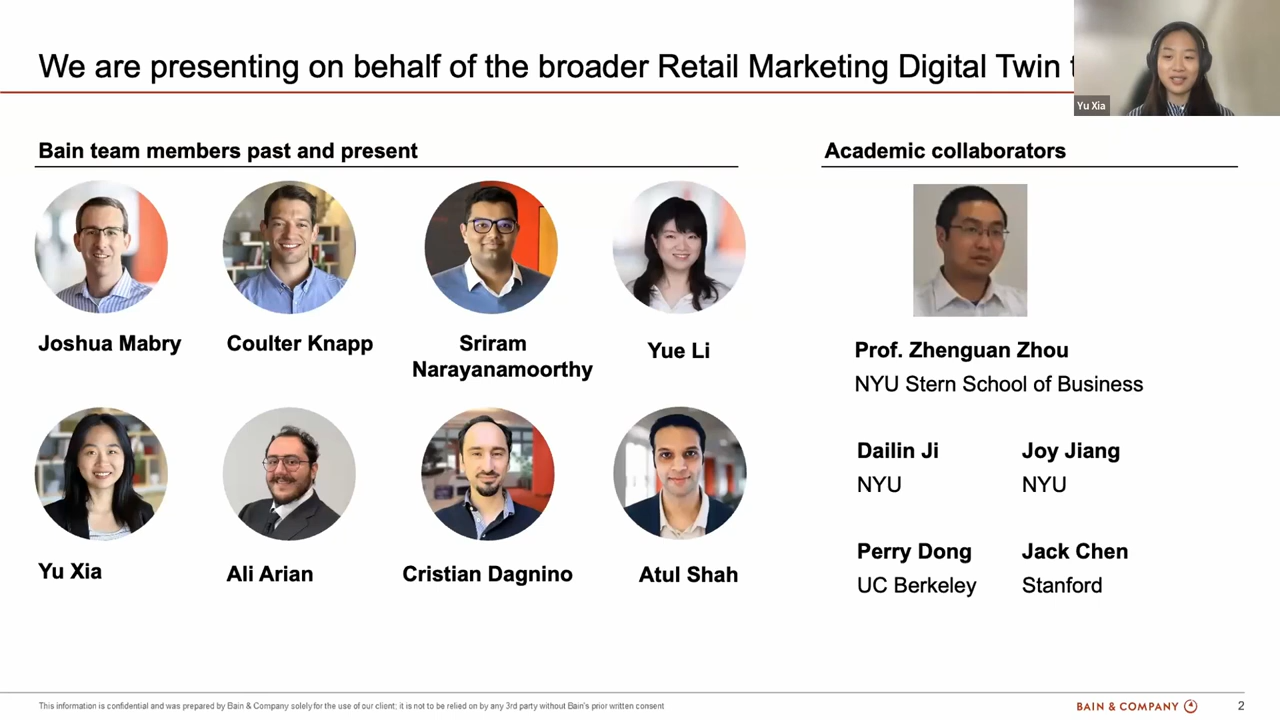 We are presenting on behalf of the broader Retail Marketing Digital Twin
Yu Xia
Bain team members past and present
Joshua Mabry
Coulter Knapp
Sriram
Narayanamoorthy
Yue Li
Yu Xia
Ali Arian
Cristian Dagnino
Atul Shah
Academic collaborators
Prof. Zhenguan Zhou
NYU Stern School of Business
Dailin Ji
NYU
Joy Jiang
NYU
Perry Dong
UC Berkeley
Jack Chen
Stanford
This information is confidential and was prepared by Bain & Company solely for the use of our client; it is not to be relied on by any 3rd party without Bain's prior written consent
BAIN & COMPANY
2